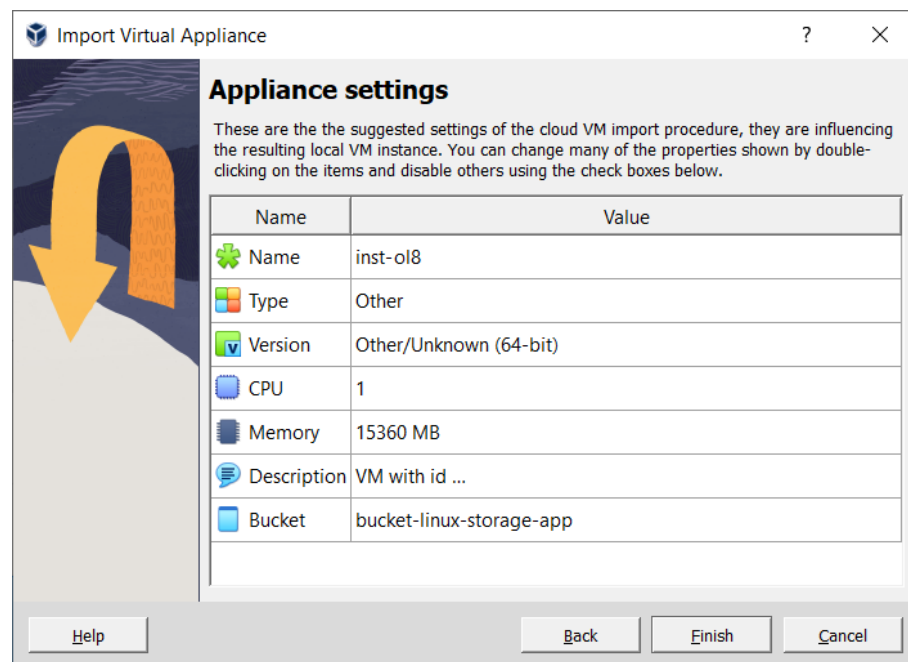 Import Virtual Appliance
?
Appliance settings
These are the the suggested settings of the cloud VM import procedure, they are influencing
the resulting local VM instance. You can change many of the properties shown by double-
clicking on the items and disable others using the check boxes below.
Name Value
Name inst-ol8
Type Other
V Version Other/Unknown (64-bit)
CPU 1
Memory 15360 MB
Description VM with id ...
Bucket bucket-linux-storage-app
Help Back Finish Cancel